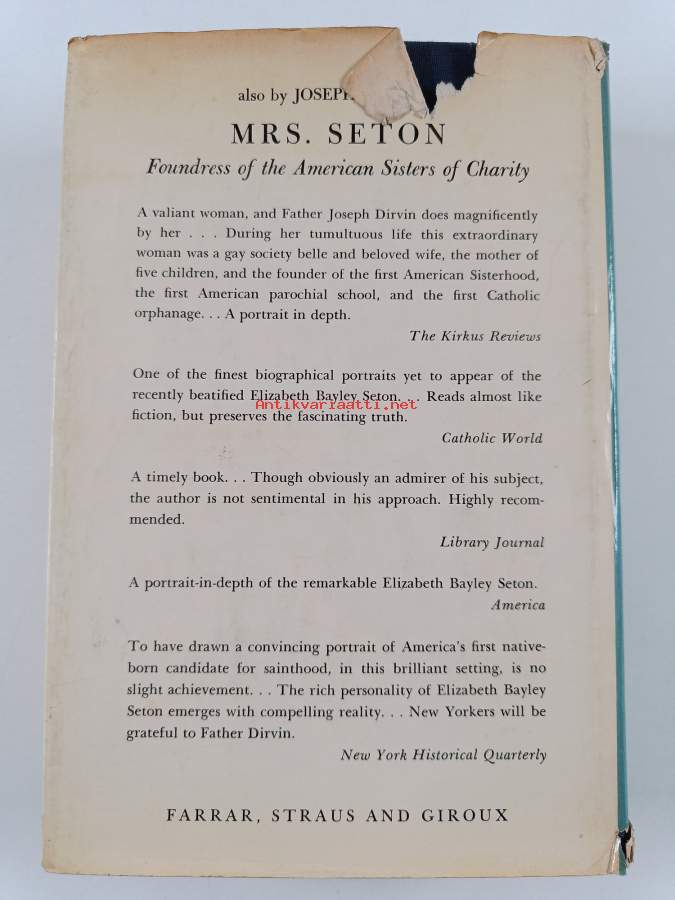 also by JOSEPH
MRS. SETON
Foundress of the American Sisters of Charity
A valiant woman, and Father Joseph Dirvin does magnificently
by her . . . During her tumultuous life this extraordinary
woman was a gay society belle and beloved wife, the mother of
five children, and the founder of the first American Sisterhood,
the first American parochial school, and the first Catholic
orphanage. . . A portrait in depth.
The Kirkus Reviews
One of the finest biographical portraits yet to appear of the
recently beatified Elizabeth Bayley Seton. . . Reads almost like
Antikvariaatti.net
fiction, but preserves the fascinating truth.
Catholic World
A timely book. . . Though obviously an admirer of his subject,
the author is not sentimental in his approach. Highly recom-
mended.
Library Journal
A portrait-in-depth of the remarkable Elizabeth Bayley Seton.
America
To have drawn a convincing portrait of America's first native-
born candidate for sainthood, in this brilliant setting, is no
slight achievement. . . The rich personality of Elizabeth Bayley
Seton emerges with compelling reality. . . New Yorkers will be
grateful to Father Dirvin.
New York Historical Quarterly
FARRAR, STRAUS AND GIROUX